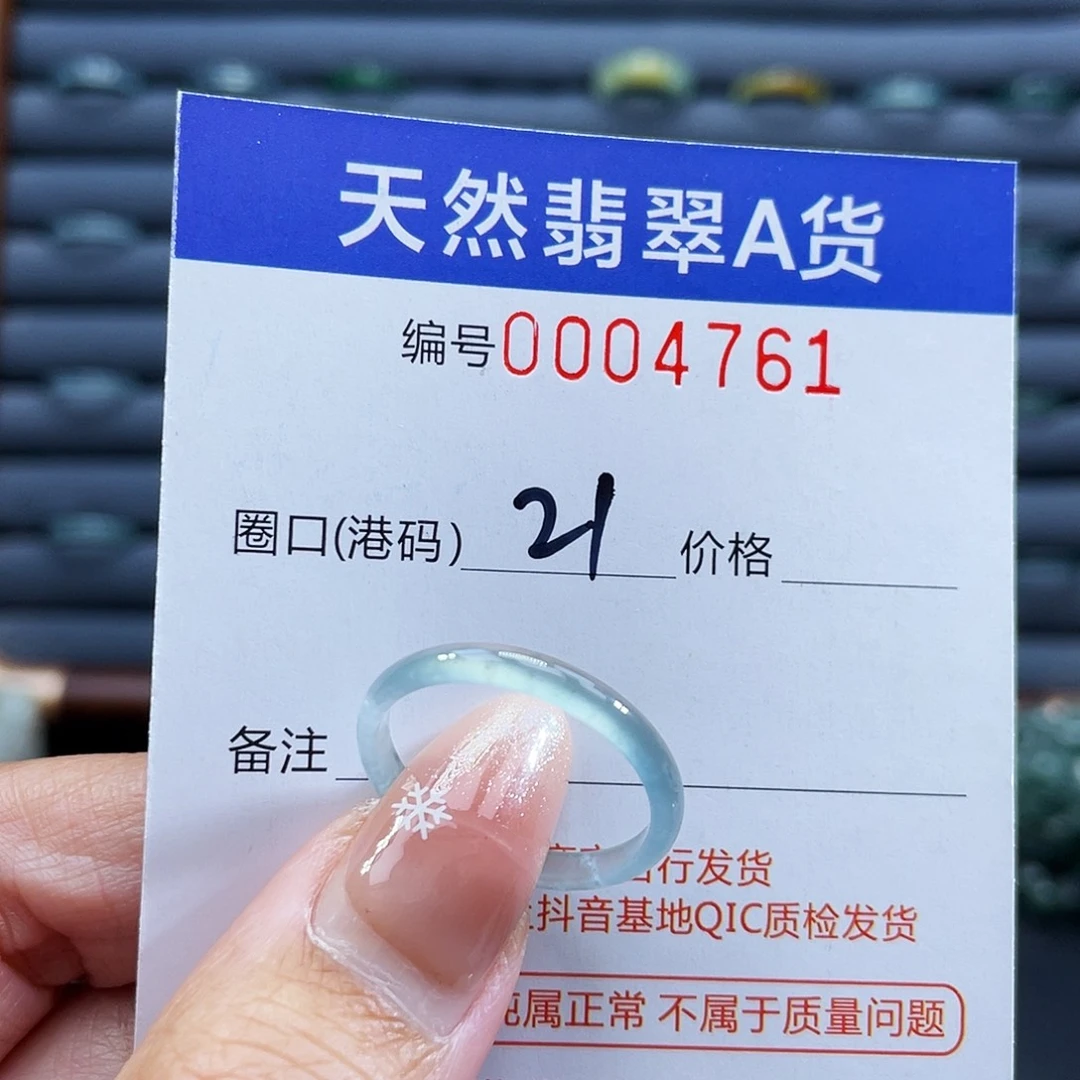 天然翡翠A货
编号0004761
圈口(港码) 21 价格
备注
行发货
抖音基地QIC质检发货
属正常 不属于质量问题